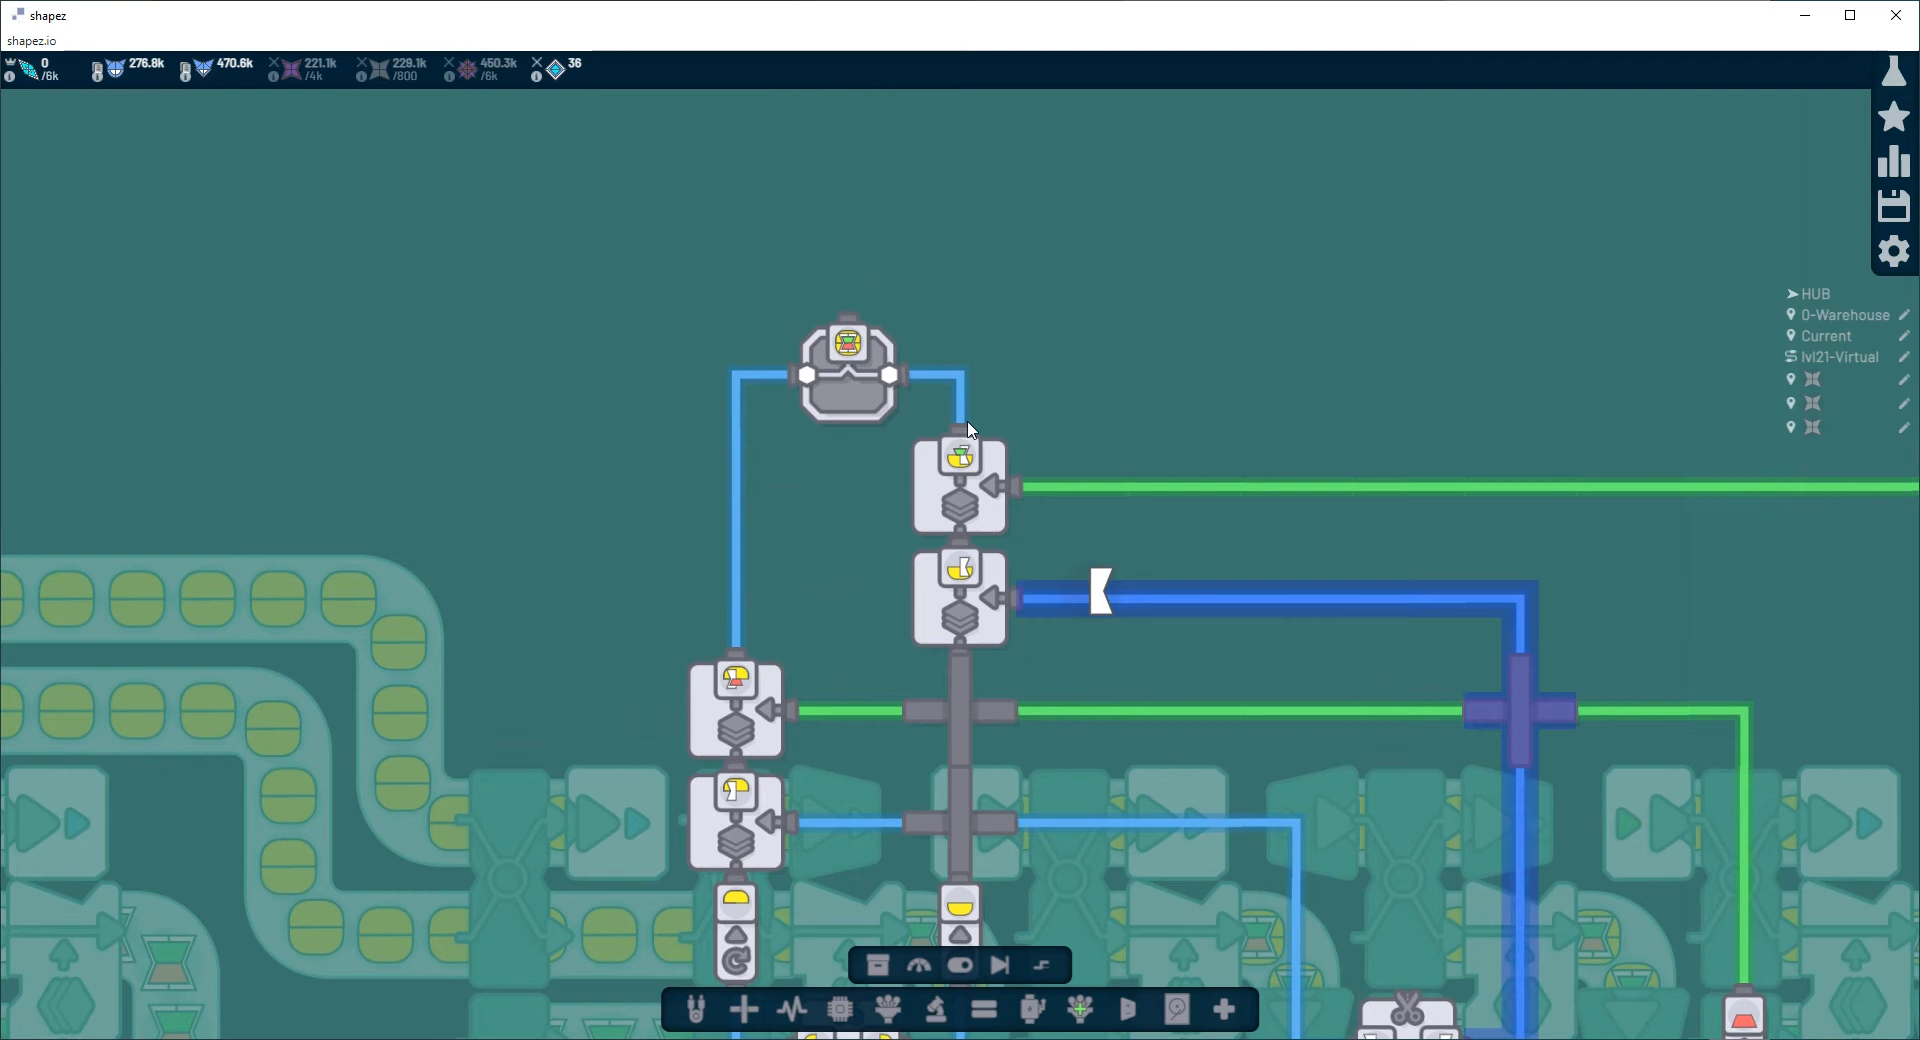 shapez
shapez.io
0
/6k
276.8k
470.6k
221.1k
/4k
229.1k
/800
450.3k
/6k
36
HUB
0-Warehouse
Current
lvl21-Virtual